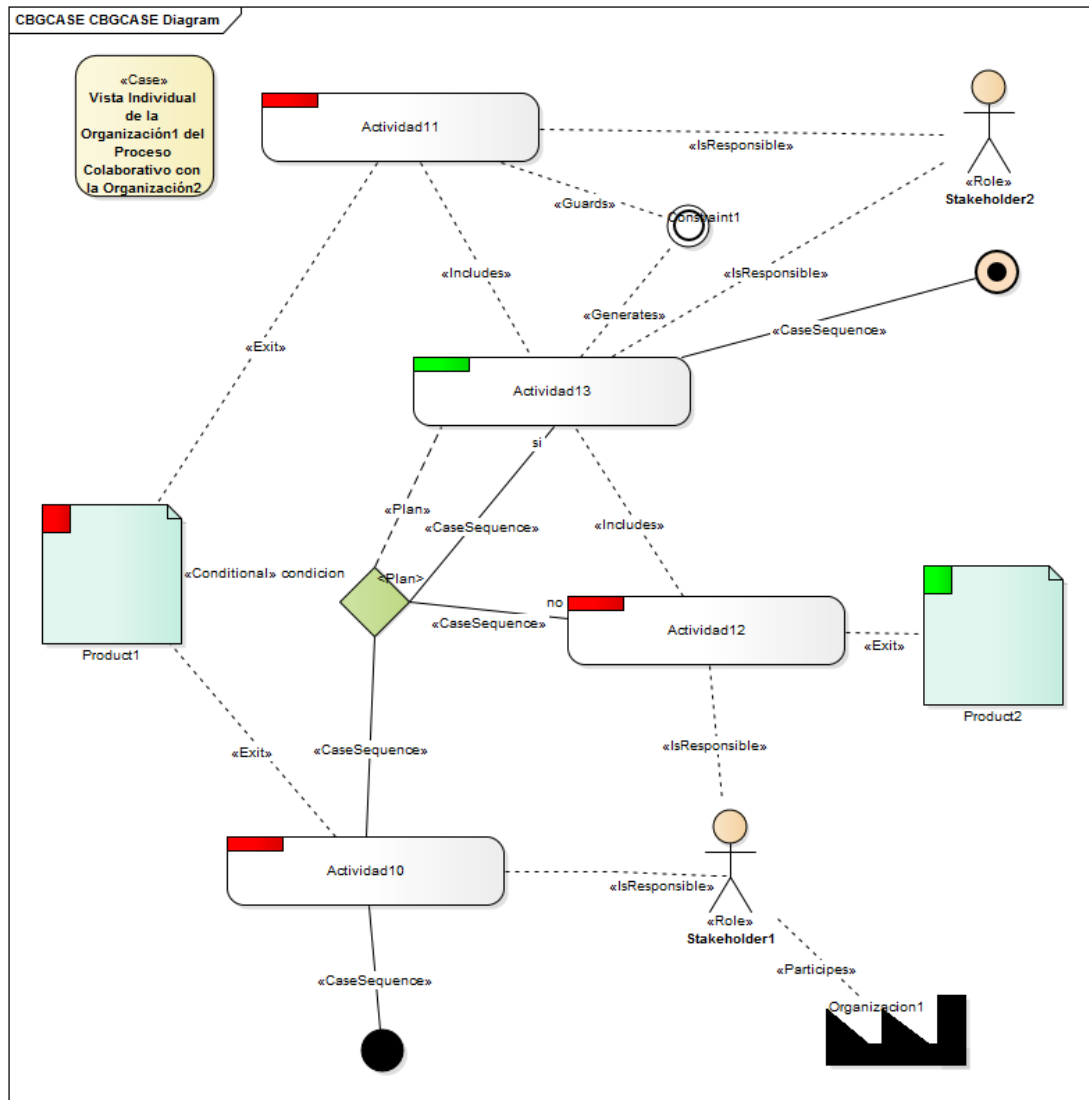 CBGCASE CBGCASE Diagram
«Case»
Vista Individual
de la
Organización1 del
Proceso
Colaborativo con
la Organización2
Actividad11
«IsResponsible»
«Role»
Stakeholder2
«Guards»
Constraint1
«Includes»
«IsResponsible»
«Generates»
«CaseSequence»
«Exit»
Actividad13
si
«Plan»
«CaseSequence»
«Includes»
«Conditional» condicion
<Plan>
no
«CaseSequence»
Actividad12
«Exit»
Product1
Product2
«CaseSequence»
«Exit»
«IsResponsible»
Actividad10
«IsResponsible»
«Role»
Stakeholder1
«Participes»
«CaseSequence»
Organizacion1